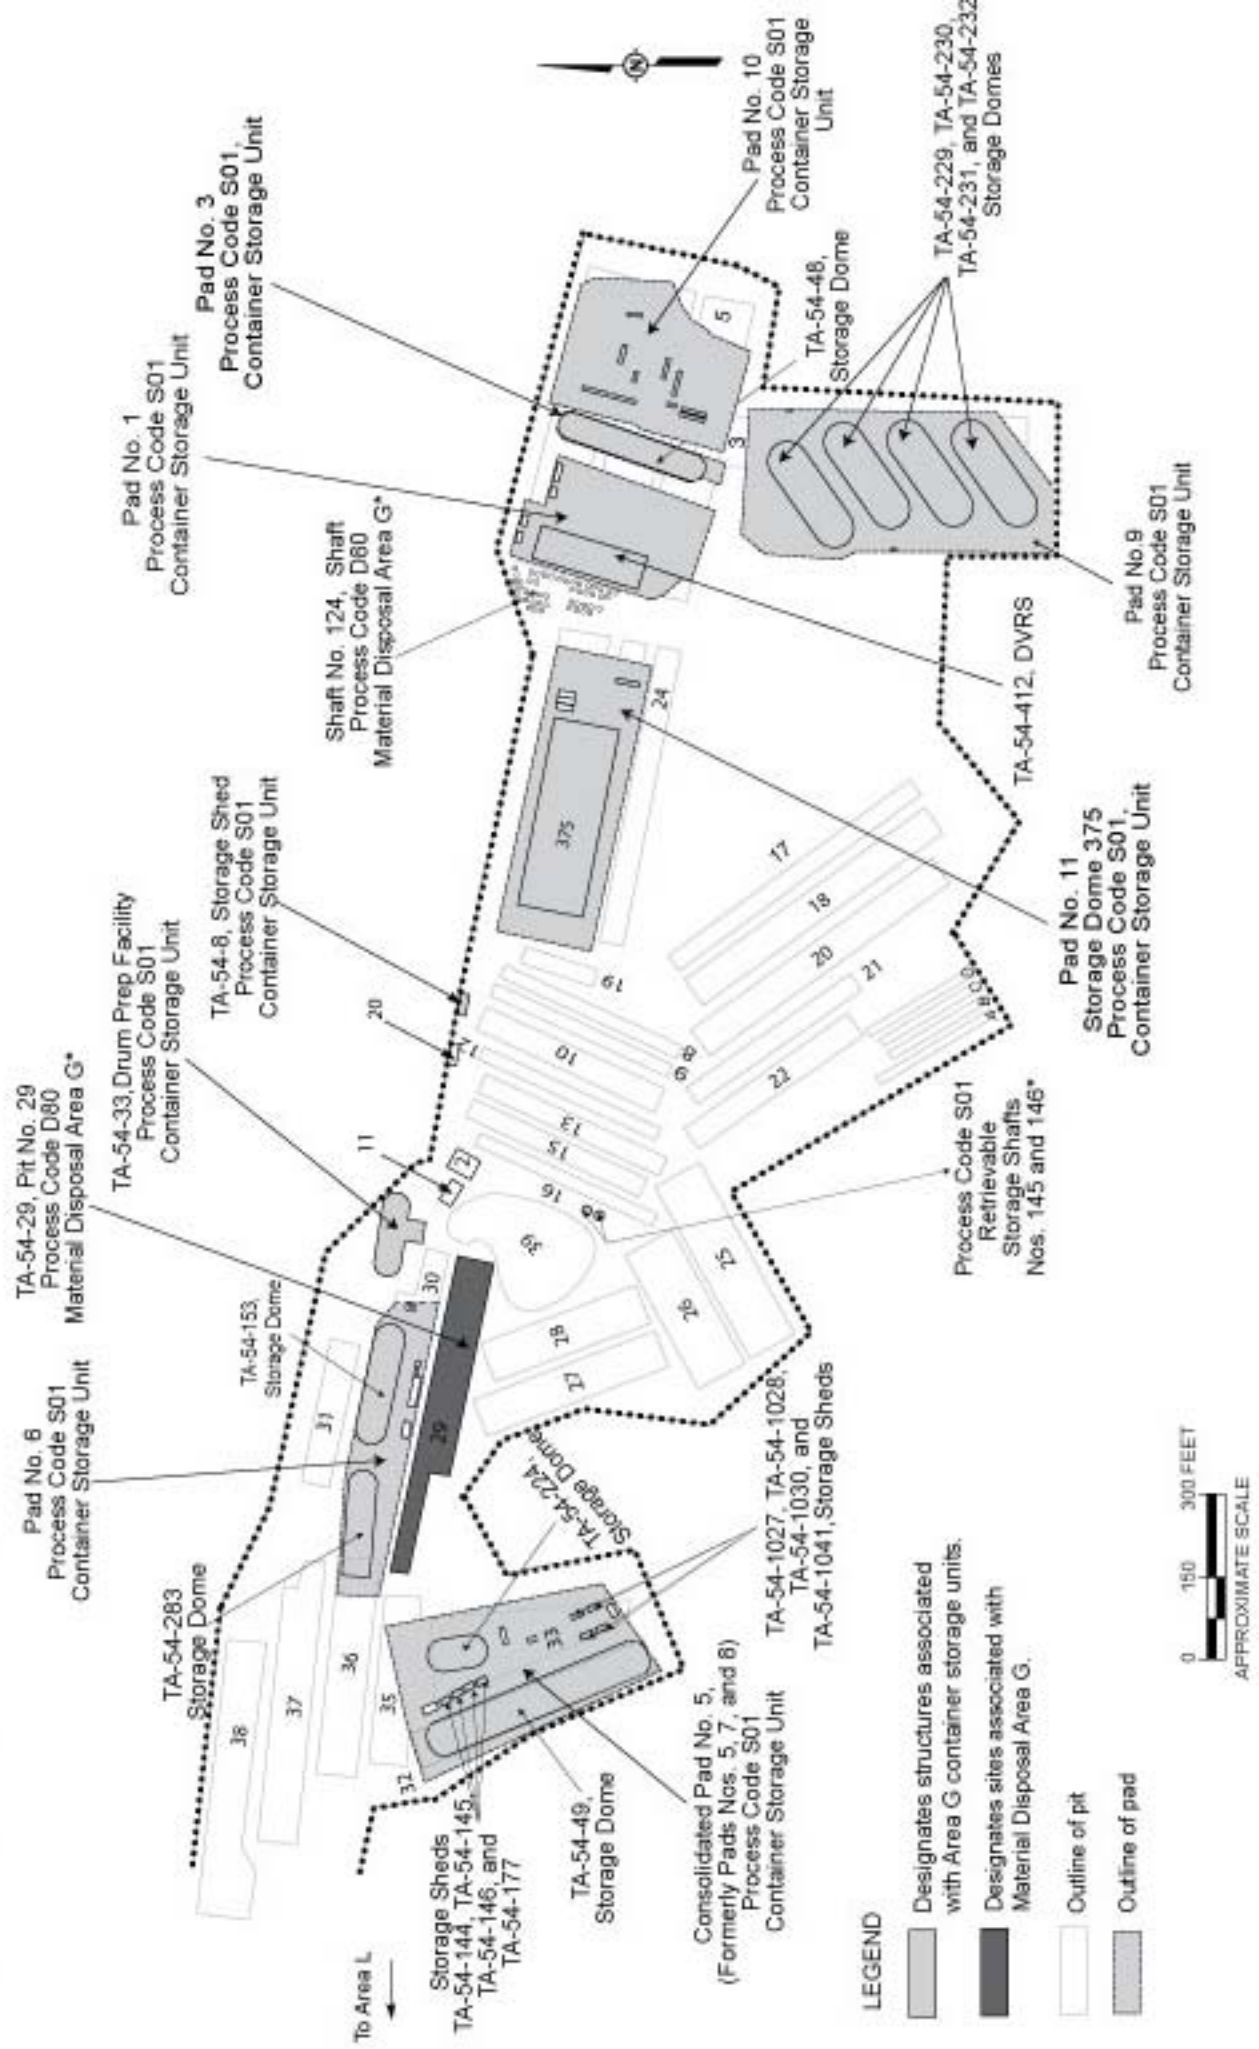 Pad No. 6
Process Code S01
Container Storage Unit
TA-54-29, Pit No. 29
Process Code D80
Material Disposal Area G*
TA-54-33, Drum Prep Facility
Process Code S01
Container Storage Unit
TA-54-8, Storage Shed
Process Code S01
Container Storage Unit
Pad No. 1
Process Code S01
Container Storage Unit
Pad No. 3
Process Code S01,
Container Storage Unit
Shaft No. 124, Shaft
Process Code D80
Material Disposal Area G*
TA-54-283
Storage Dome
TA-54-153,
Storage Dome
11
20
N
38
37
36
35
32
31
30
29
2
12
7
39
28
27
26
25
16
15
13
10
9
8
19
22
21
20
18
17
A B C D
375
24
3
1
5
33
Pad No. 10
Process Code S01
Container Storage
Unit
TA-54-48,
Storage Dome
TA-54-229, TA-54-230,
TA-54-231, and TA-54-232
Storage Domes
TA-54-224,
Storage Dome
To Area L
Storage Sheds
TA-54-144, TA-54-145,
TA-54-146, and
TA-54-177
TA-54-49,
Storage Dome
Consolidated Pad No. 5,
(Formerly Pads Nos. 5, 7, and 8)
Process Code S01
Container Storage Unit
TA-54-1027, TA-54-1028,
TA-54-1030, and
TA-54-1041, Storage Sheds
Process Code S01
Retrievable
Storage Shafts
Nos. 145 and 146*
Pad No. 11
Storage Dome 375
Process Code S01,
Container Storage Unit
TA-54-412, DVRS
Pad No.9
Process Code S01
Container Storage Unit
LEGEND
Designates structures associated
with Area G container storage units.
Designates sites associated with
Material Disposal Area G.
Outline of pit
Outline of pad
0 150 300 FEET
APPROXIMATE SCALE